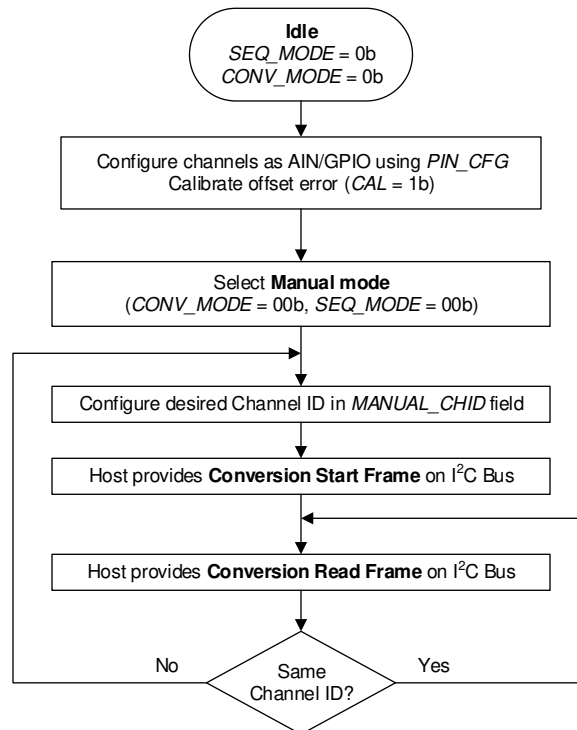 Idle
SEQ_MODE = 0b
CONV_MODE = 0b
Configure channels as AIN/GPIO using PIN_CFG
Calibrate offset error (CAL = 1b)
Select Manual mode
(CONV_MODE = 00b, SEQ_MODE = 00b)
Configure desired Channel ID in MANUAL_CHID field
Host provides Conversion Start Frame on I²C Bus
Host provides Conversion Read Frame on I²C Bus
No
Yes
Same
Channel ID?